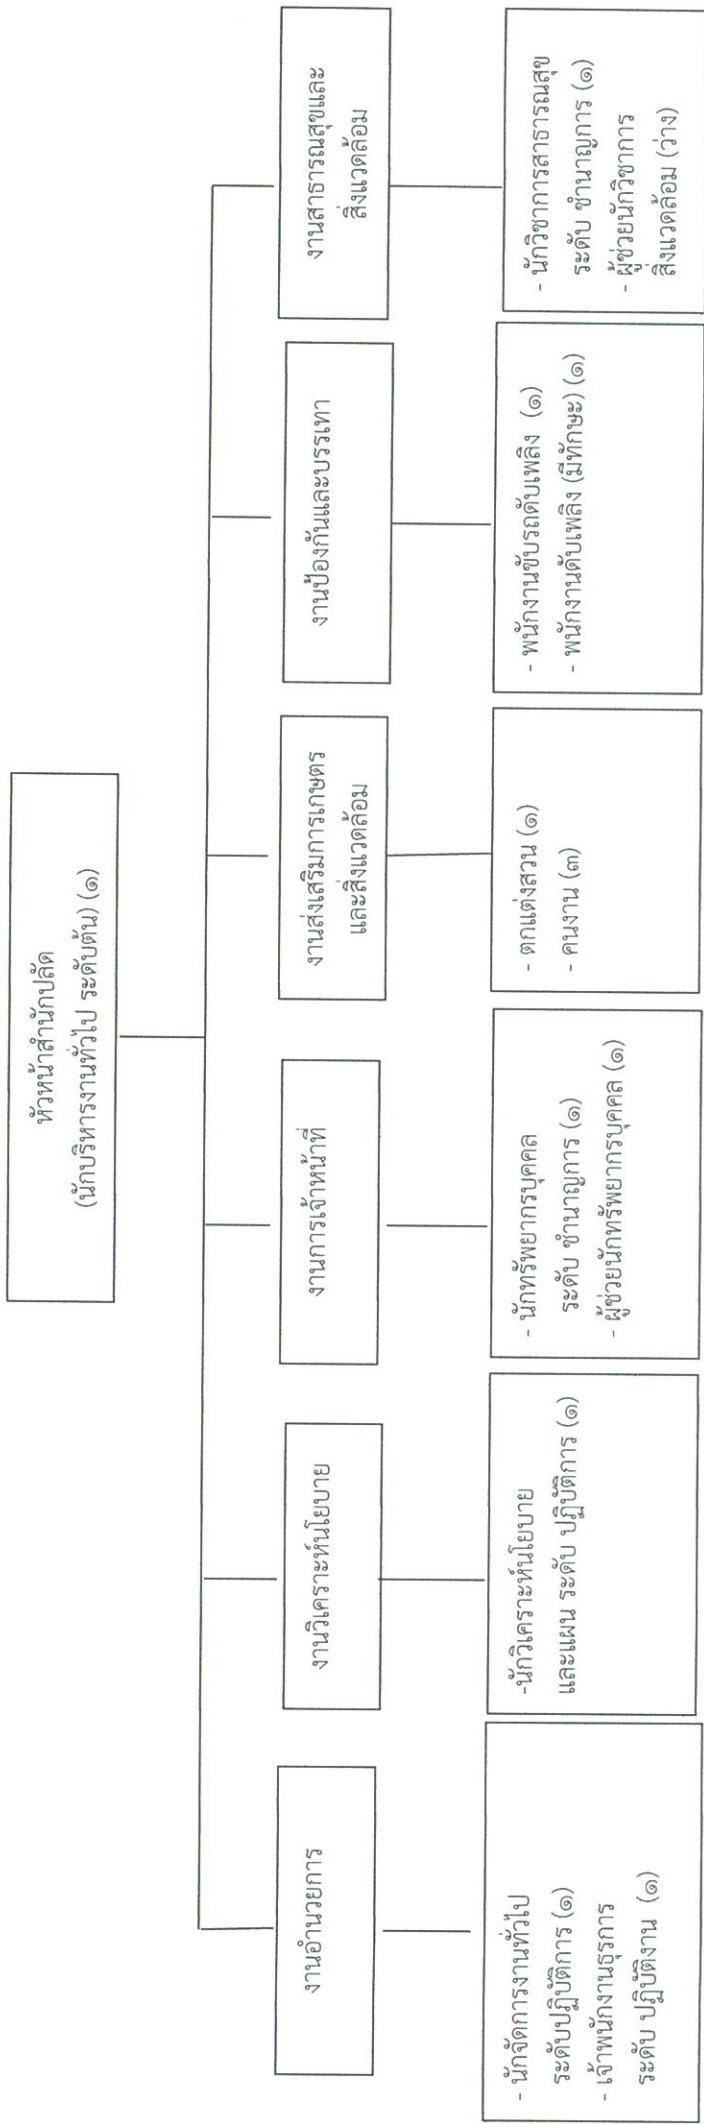 หัวหน้าสำนักปลัด
(นักบริหารงานทั่วไป ระดับต้น) (๑)
งานอำนวยการ
งานวิเคราะห์นโยบาย
งานการเจ้าหน้าที่
งานส่งเสริมการเกษตร
และสิ่งแวดล้อม
งานป้องกันและบรรเทา
งานสาธารณสุขและ
สิ่งแวดล้อม
- นักจัดการงานทั่วไป
ระดับปฏิบัติการ (๑)
- เจ้าพนักงานธุรการ
ระดับ ปฏิบัติงาน (๑)
-นักวิเคราะห์นโยบาย
และแผน ระดับ ปฏิบัติการ (๑)
- นักทรัพยากรบุคคล
ระดับ ชำนาญการ (๑)
- ผู้ช่วยนักทรัพยากรบุคคล (๑)
- ตกแต่งสวน (๑)
- คนงาน (๓)
- พนักงานขับรถดับเพลิง (๑)
- พนักงานดับเพลิง (มีทักษะ) (๑)
- นักวิชาการสาธารณสุข
ระดับ ชำนาญการ (๑)
- ผู้ช่วยนักวิชาการ
สิ่งแวดล้อม (ว่าง)